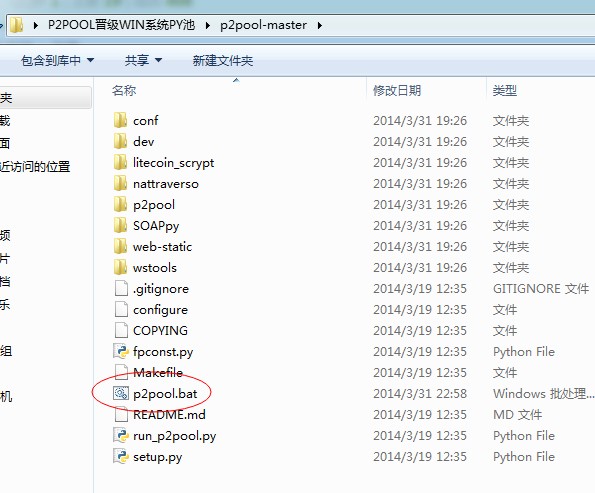 P2POOL晋级WIN系统PY池 ▸ p2pool-master ▸
包含到库中 ▼ 共享 ▼ 新建文件夹
名称 修改日期 类型
夹
载
面
近访问的位置
频
片
档
乐
组
机
conf 2014/3/31 19:26 文件夹
dev 2014/3/31 19:26 文件夹
litecoin_scrypt 2014/3/31 19:26 文件夹
nattraverso 2014/3/31 19:26 文件夹
p2pool 2014/3/31 19:26 文件夹
SOAPpy 2014/3/31 19:26 文件夹
web-static 2014/3/31 19:26 文件夹
wstools 2014/3/31 19:26 文件夹
.gitignore 2014/3/19 12:35 GITIGNORE 文件
configure 2014/3/19 12:35 文件
COPYING 2014/3/19 12:35 文件
fpconst.py 2014/3/19 12:35 Python File
Makefile 2014/3/19 12:35 文件
p2pool.bat 2014/3/31 22:58 Windows 批处理...
README.md 2014/3/19 12:35 MD 文件
run_p2pool.py 2014/3/19 12:35 Python File
setup.py 2014/3/19 12:35 Python File